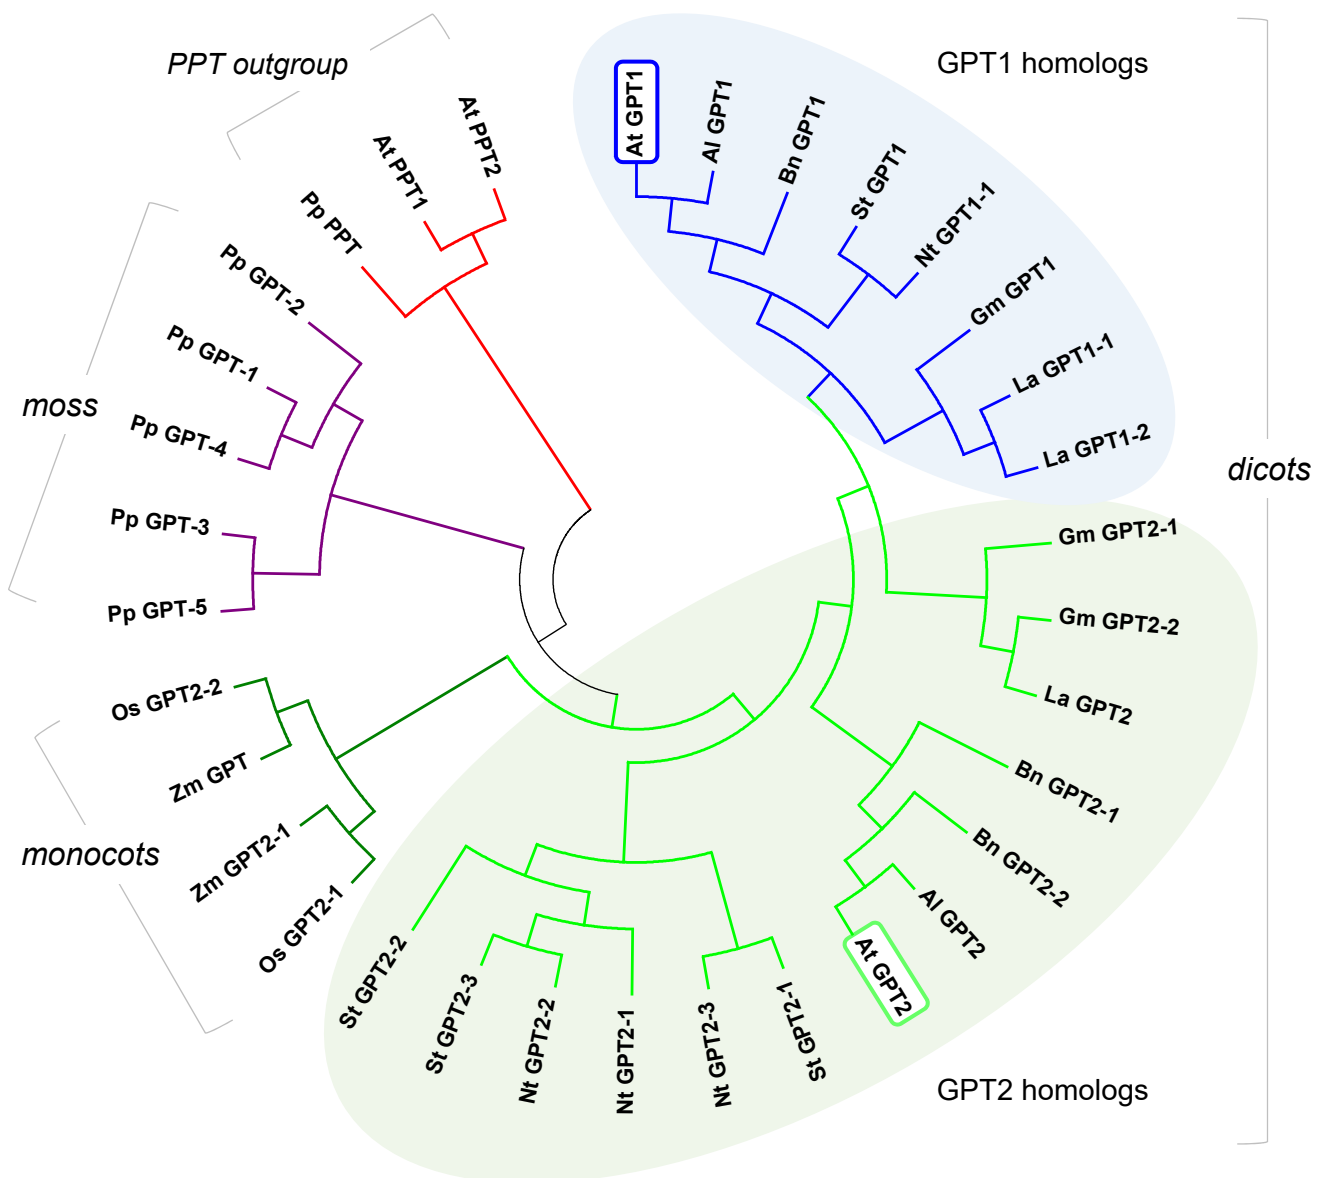 PPT outgroup
GPT1 homologs
At PPT2
At PPT1
Pp PPT
At GPT1
Al GPT1
Bn GPT1
St GPT1
Nt GPT1-1
Gm GPT1
La GPT1-1
La GPT1-2
Pp GPT-2
Pp GPT-1
Pp GPT-4
Pp GPT-3
Pp GPT-5
moss
dicots
Gm GPT2-1
Gm GPT2-2
La GPT2
Bn GPT2-1
Bn GPT2-2
Al GPT2
At GPT2
Os GPT2-2
Zm GPT
Zm GPT2-1
Os GPT2-1
monocots
St GPT2-2
St GPT2-3
Nt GPT2-2
Nt GPT2-1
Nt GPT2-3
St GPT2-1
GPT2 homologs